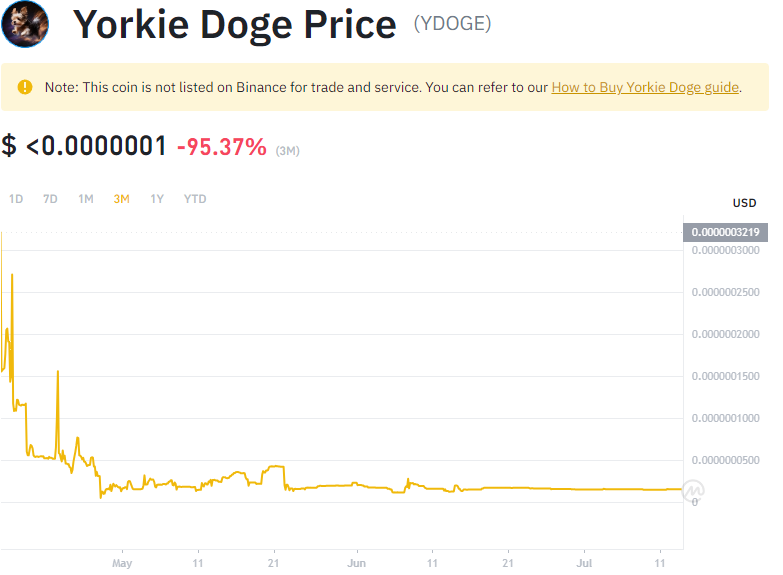 Yorkie Doge Price (YDOGE)
Note: This coin is not listed on Binance for trade and service. You can refer to our How to Buy Yorkie Doge guide.
$ <0.0000001 -95.37% (3M)
1D 7D 1M 3M 1Y YTD
USD
0.0000003219
0.0000003000
0.0000002500
0.0000002000
0.0000001500
0.0000001000
0.0000000500
0
May 11 21 Jun 11 21 Jul 11